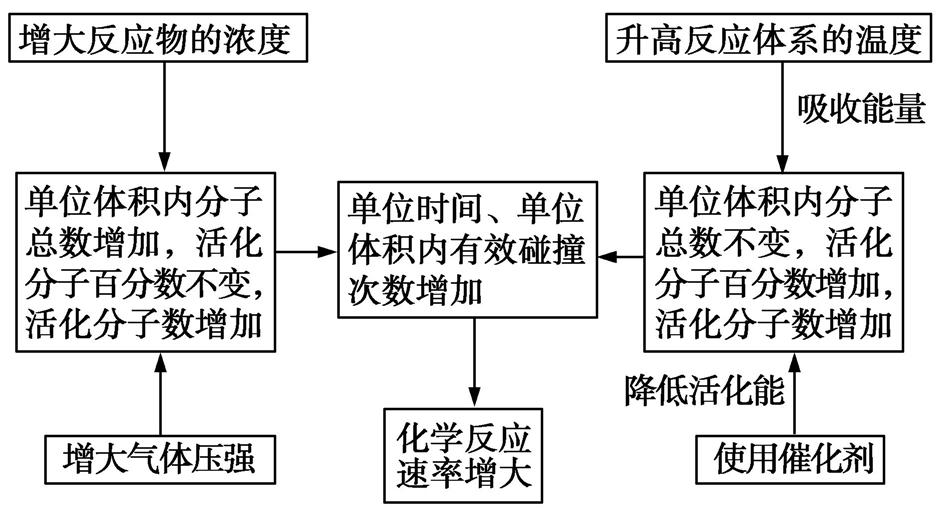 增大反应物的浓度
升高反应体系的温度
吸收能量
单位体积内分子
总数增加，活化
分子百分数不变，
活化分子数增加
单位时间、单位
体积内有效碰撞
次数增加
单位体积内分子
总数不变，活化
分子百分数增加，
活化分子数增加
降低活化能
增大气体压强
化学反应
速率增大
使用催化剂